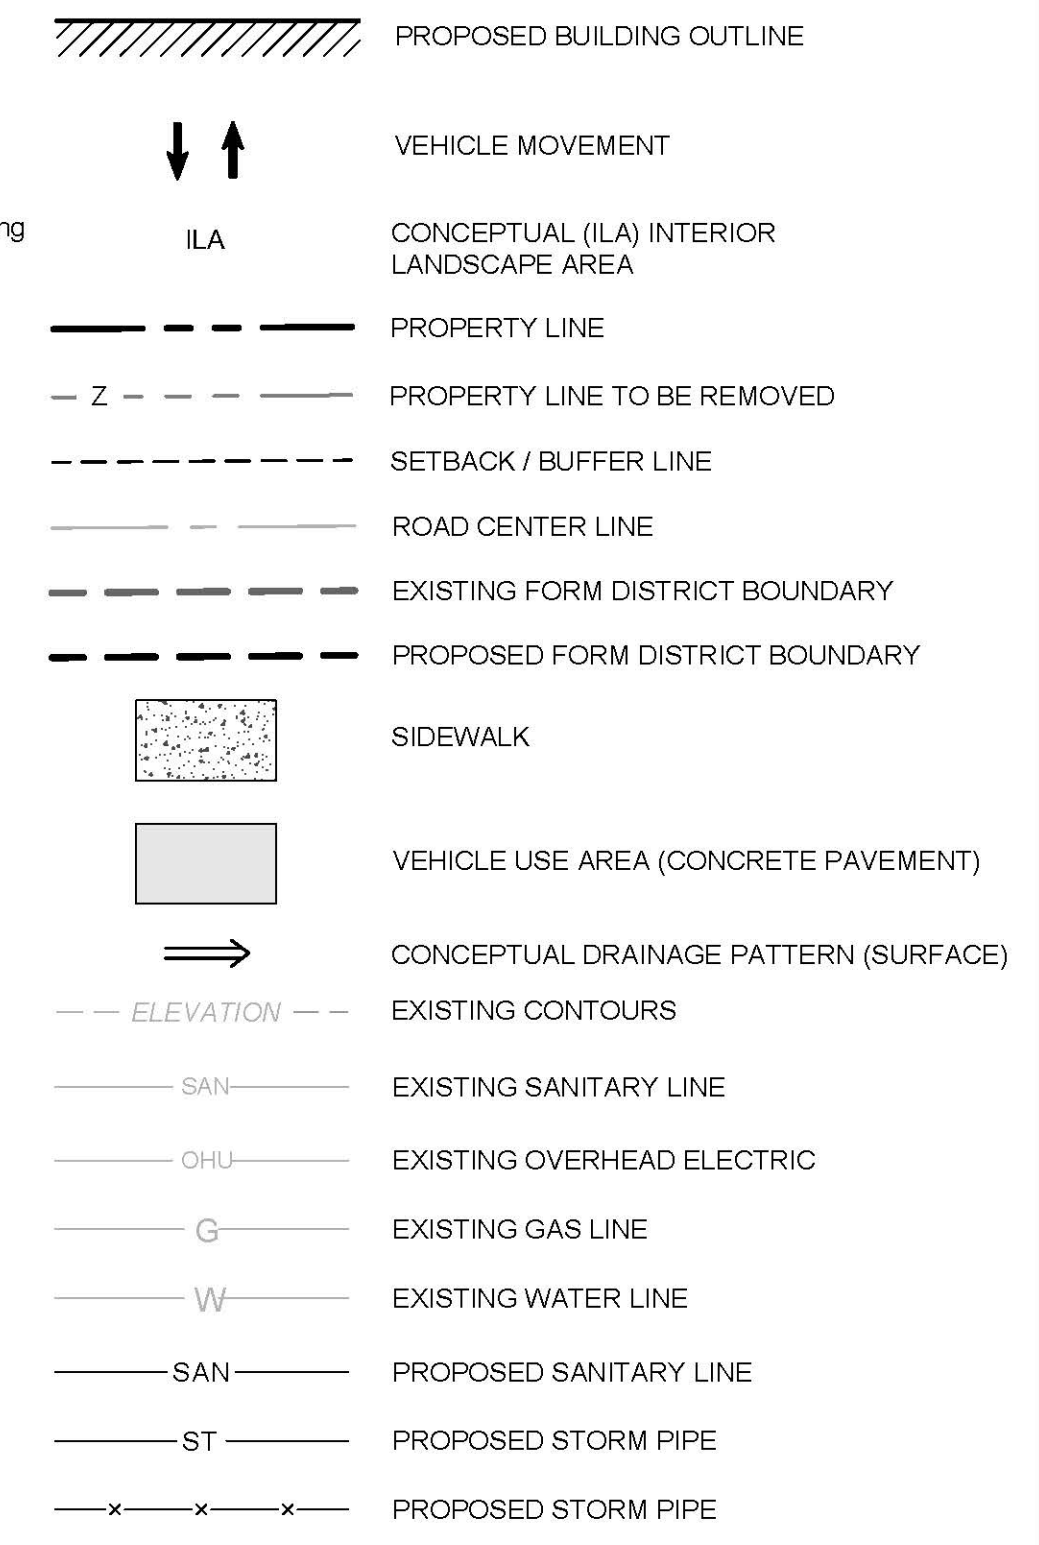 PROPOSED BUILDING OUTLINE
VEHICLE MOVEMENT
ng
ILA CONCEPTUAL (ILA) INTERIOR
LANDSCAPE AREA
PROPERTY LINE
Z PROPERTY LINE TO BE REMOVED
SETBACK / BUFFER LINE
ROAD CENTER LINE
EXISTING FORM DISTRICT BOUNDARY
PROPOSED FORM DISTRICT BOUNDARY
SIDEWALK
VEHICLE USE AREA (CONCRETE PAVEMENT)
CONCEPTUAL DRAINAGE PATTERN (SURFACE)
ELEVATION EXISTING CONTOURS
SAN EXISTING SANITARY LINE
OHU EXISTING OVERHEAD ELECTRIC
G EXISTING GAS LINE
W EXISTING WATER LINE
SAN PROPOSED SANITARY LINE
ST PROPOSED STORM PIPE
x x x PROPOSED STORM PIPE